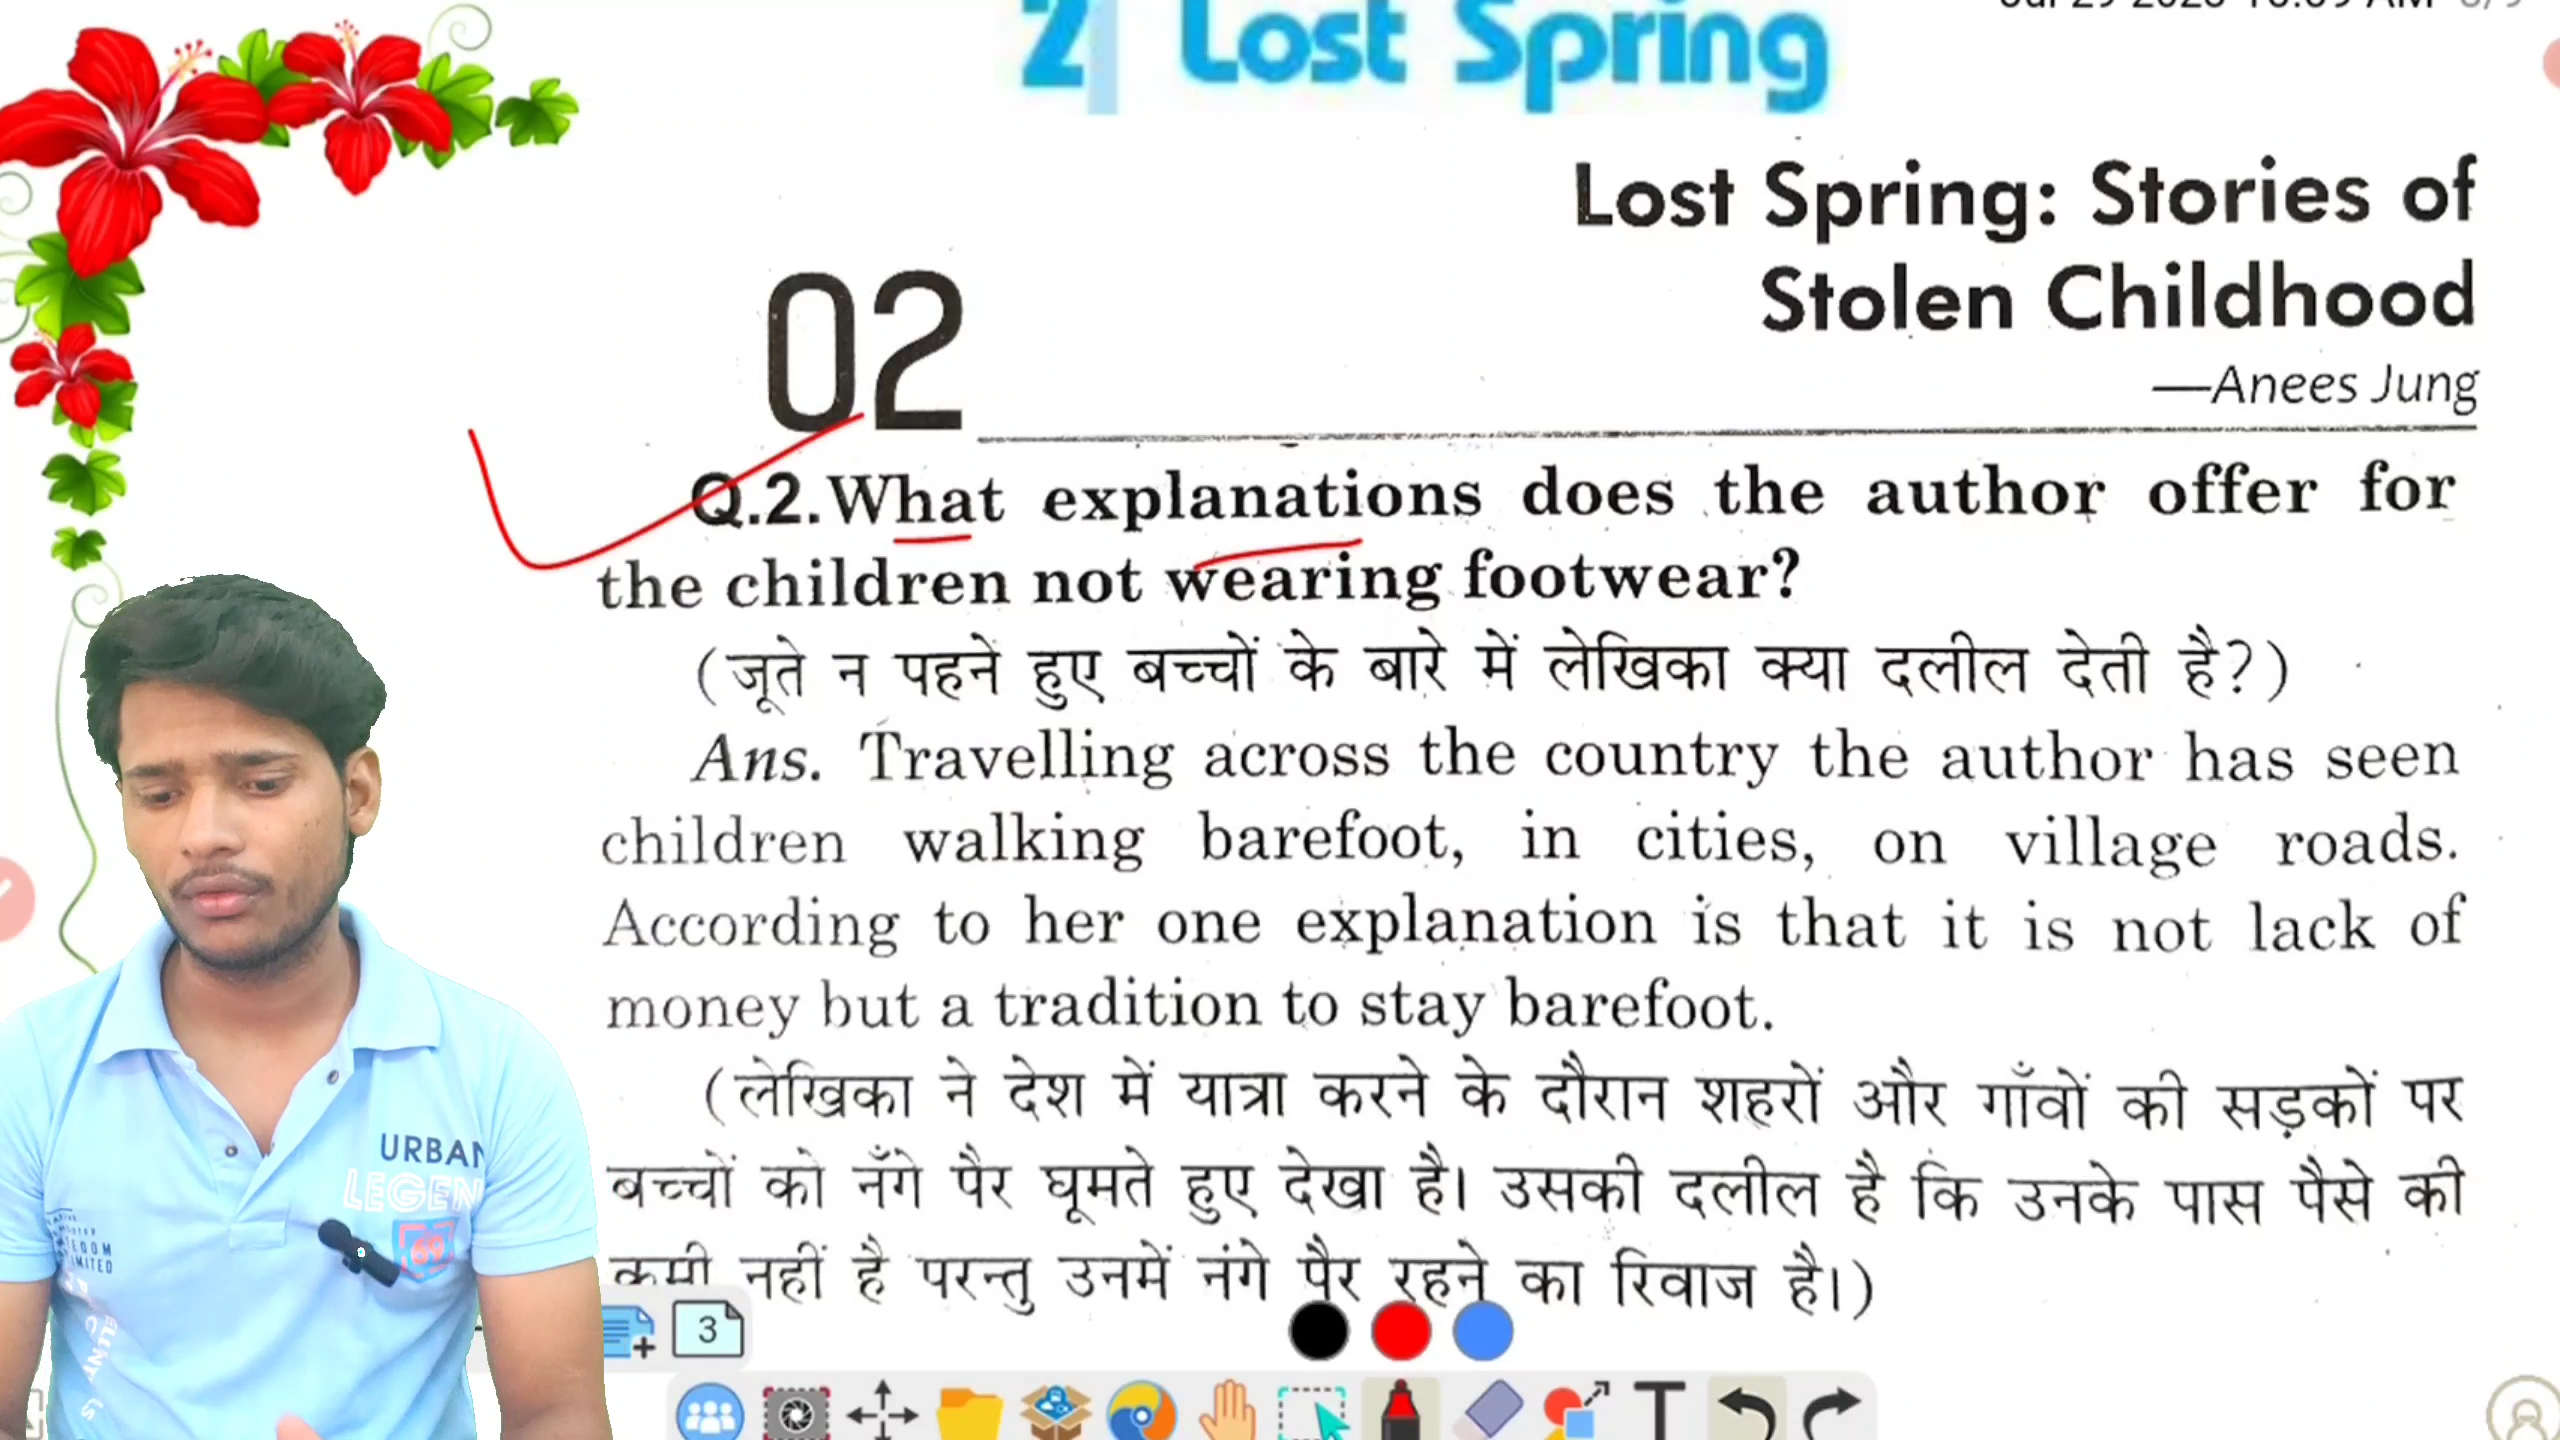 2 Lost Spring
Lost Spring: Stories of
Stolen Childhood
—Anees Jung
02
Q.2. What explanations does the author offer for
the children not wearing footwear?
(जूते न पहने हुए बच्चों के बारे में लेखिका क्या दलील देती है?)
Ans. Travelling across the country the author has seen
children walking barefoot, in cities, on village roads.
According to her one explanation is that it is not lack of
money but a tradition to stay barefoot.
(लेखिका ने देश में यात्रा करने के दौरान शहरों और गाँवों की सड़कों पर
बच्चों को नँगे पैर घूमते हुए देखा है। उसकी दलील है कि उनके पास पैसे की
कमी नहीं है परन्तु उनमें नंगे पैर रहने का रिवाज है।)
URBAN
LEGEN
69
3
T